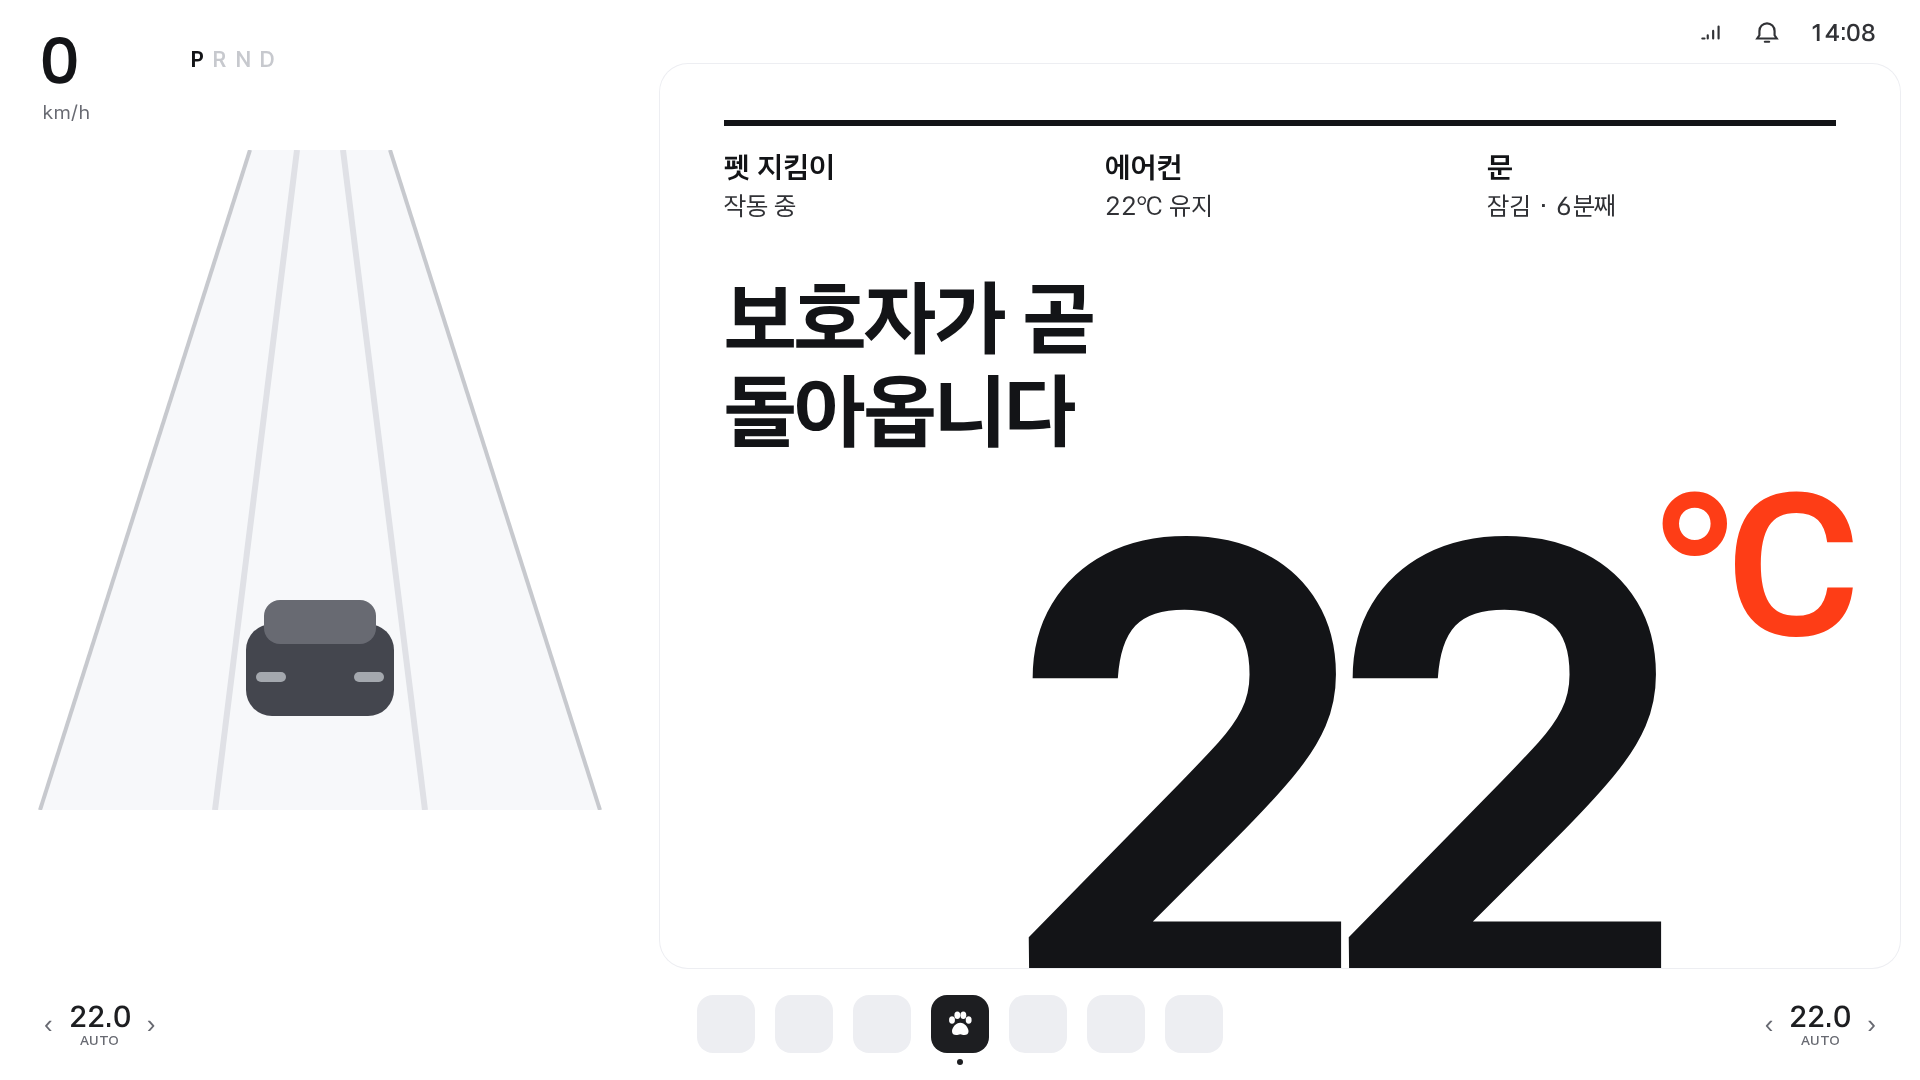 0
km/h
P R N D
14:08
펫 지킴이
작동 중
에어컨
22°C 유지
문
잠김 · 6분째
보호자가 곧
돌아옵니다
22°C
‹ 22.0 ›
AUTO
‹ 22.0 ›
AUTO